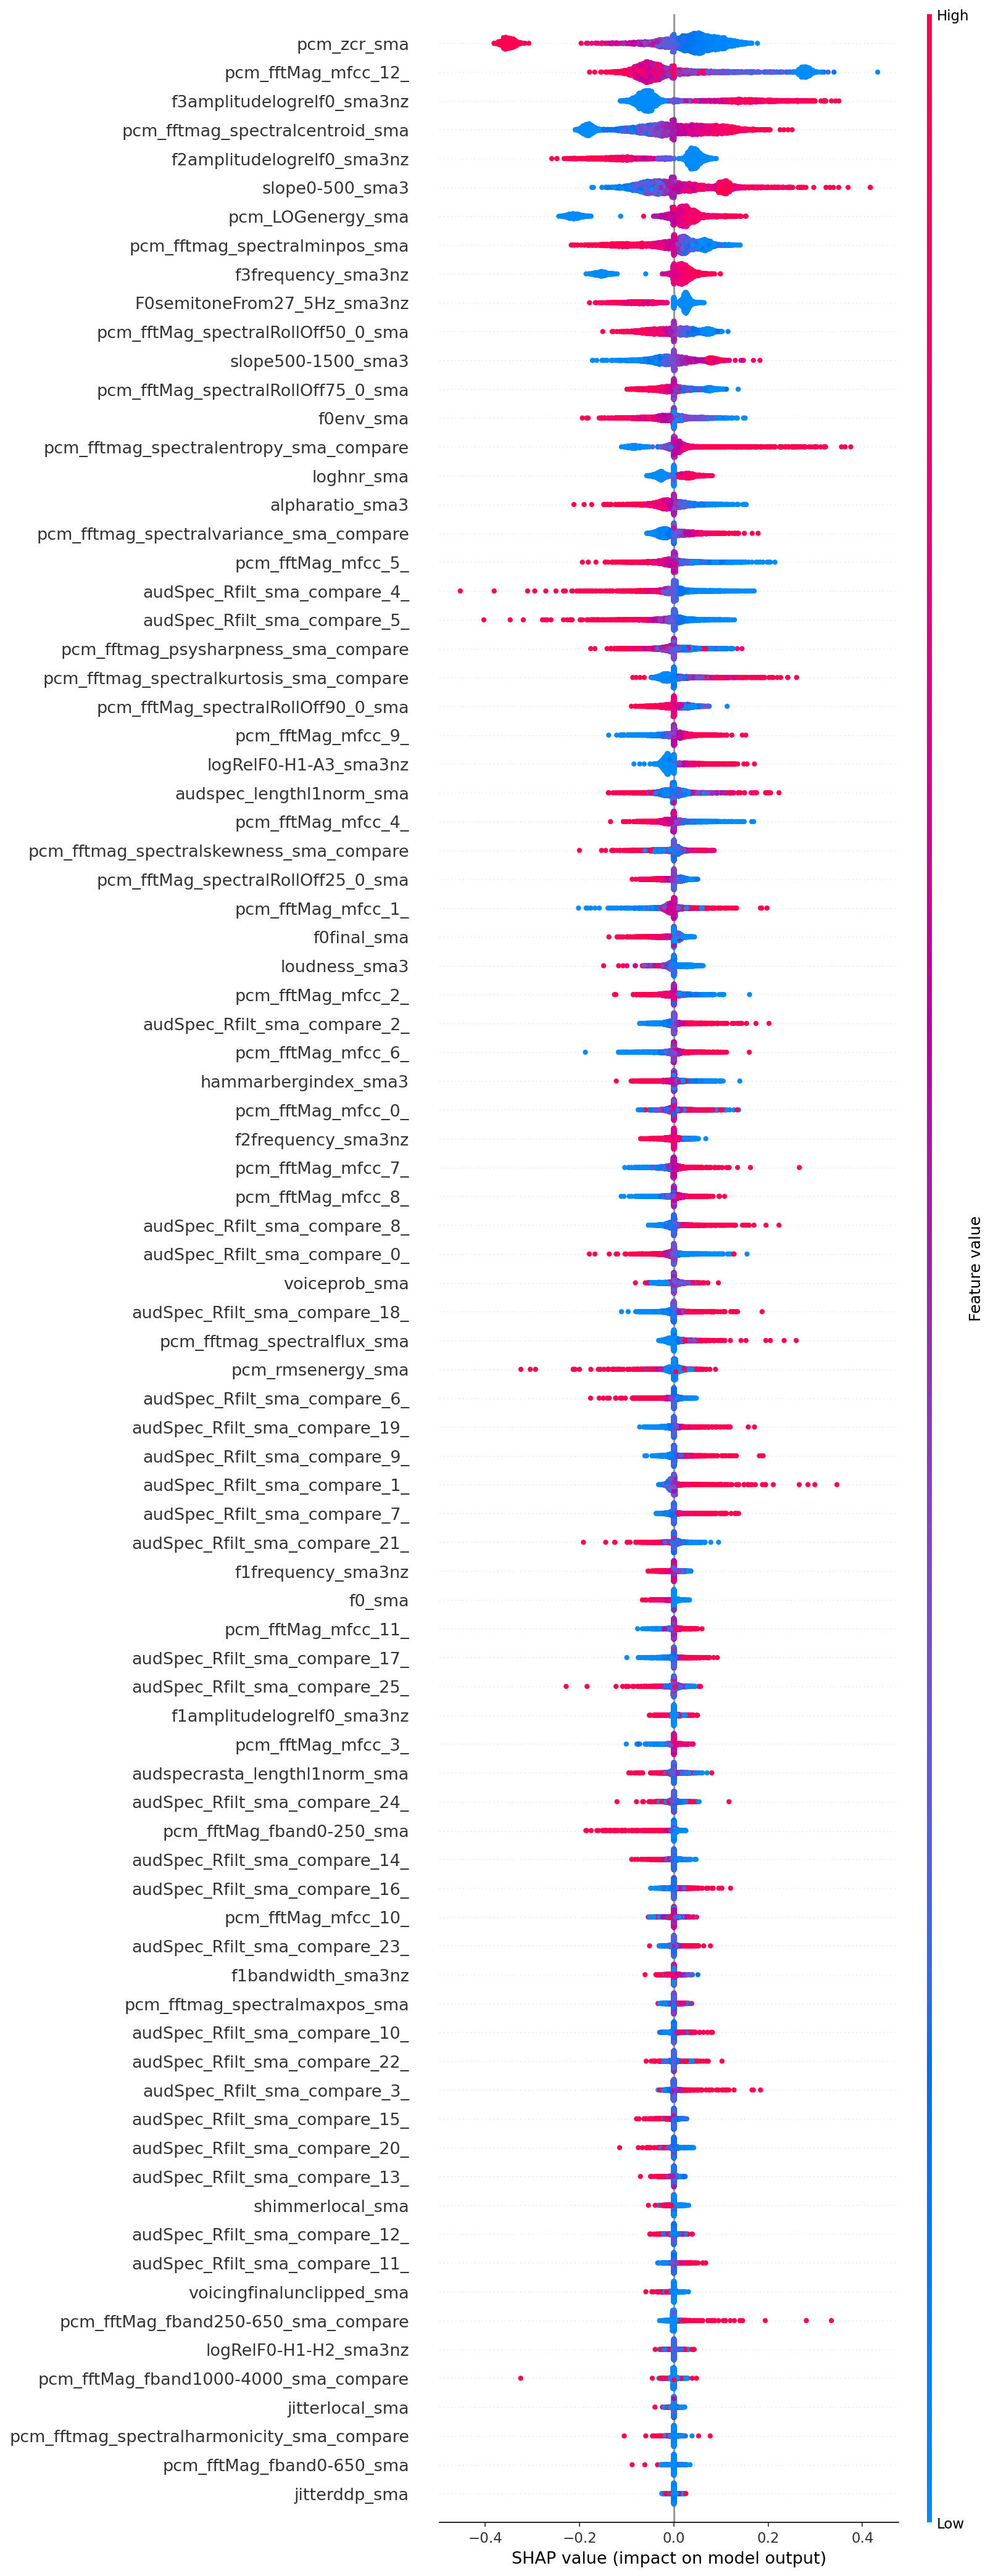 High
pcm_zcr_sma
pcm_fftMag_mfcc_12_
f3amplitudelogrelf0_sma3nz
pcm_fftmag_spectralcentroid_sma
f2amplitudelogrelf0_sma3nz
slope0-500_sma3
pcm_LOGenergy_sma
pcm_fftmag_spectralminpos_sma
f3frequency_sma3nz
F0semitoneFrom27_5Hz_sma3nz
pcm_fftMag_spectralRollOff50_0_sma
slope500-1500_sma3
pcm_fftMag_spectralRollOff75_0_sma
f0env_sma
pcm_fftmag_spectralentropy_sma_compare
loghnr_sma
alpharatio_sma3
pcm_fftmag_spectralvariance_sma_compare
pcm_fftMag_mfcc_5_
audSpec_Rfilt_sma_compare_4_
audSpec_Rfilt_sma_compare_5_
pcm_fftmag_psysharpness_sma_compare
pcm_fftmag_spectralkurtosis_sma_compare
pcm_fftMag_spectralRollOff90_0_sma
pcm_fftMag_mfcc_9_
logRelF0-H1-A3_sma3nz
audspec_lengthl1norm_sma
pcm_fftMag_mfcc_4_
pcm_fftmag_spectralskewness_sma_compare
pcm_fftMag_spectralRollOff25_0_sma
pcm_fftMag_mfcc_1_
f0final_sma
loudness_sma3
pcm_fftMag_mfcc_2_
audSpec_Rfilt_sma_compare_2_
pcm_fftMag_mfcc_6_
hammarbergindex_sma3
pcm_fftMag_mfcc_0_
f2frequency_sma3nz
pcm_fftMag_mfcc_7_
pcm_fftMag_mfcc_8_
audSpec_Rfilt_sma_compare_8_
audSpec_Rfilt_sma_compare_0_
voiceprob_sma
audSpec_Rfilt_sma_compare_18_
pcm_fftmag_spectralflux_sma
pcm_rmsenergy_sma
audSpec_Rfilt_sma_compare_6_
audSpec_Rfilt_sma_compare_19_
audSpec_Rfilt_sma_compare_9_
audSpec_Rfilt_sma_compare_1_
audSpec_Rfilt_sma_compare_7_
audSpec_Rfilt_sma_compare_21_
f1frequency_sma3nz
f0_sma
pcm_fftMag_mfcc_11_
audSpec_Rfilt_sma_compare_17_
audSpec_Rfilt_sma_compare_25_
f1amplitudelogrelf0_sma3nz
pcm_fftMag_mfcc_3_
audspecrasta_lengthl1norm_sma
audSpec_Rfilt_sma_compare_24_
pcm_fftMag_fband0-250_sma
audSpec_Rfilt_sma_compare_14_
audSpec_Rfilt_sma_compare_16_
pcm_fftMag_mfcc_10_
audSpec_Rfilt_sma_compare_23_
f1bandwidth_sma3nz
pcm_fftmag_spectralmaxpos_sma
audSpec_Rfilt_sma_compare_10_
audSpec_Rfilt_sma_compare_22_
audSpec_Rfilt_sma_compare_3_
audSpec_Rfilt_sma_compare_15_
audSpec_Rfilt_sma_compare_20_
audSpec_Rfilt_sma_compare_13_
shimmerlocal_sma
audSpec_Rfilt_sma_compare_12_
audSpec_Rfilt_sma_compare_11_
voicingfinalunclipped_sma
pcm_fftMag_fband250-650_sma_compare
logRelF0-H1-H2_sma3nz
pcm_fftMag_fband1000-4000_sma_compare
jitterlocal_sma
pcm_fftmag_spectralharmonicity_sma_compare
pcm_fftMag_fband0-650_sma
jitterddp_sma
Feature value
Low
−0.4 −0.2 0.0 0.2 0.4
SHAP value (impact on model output)